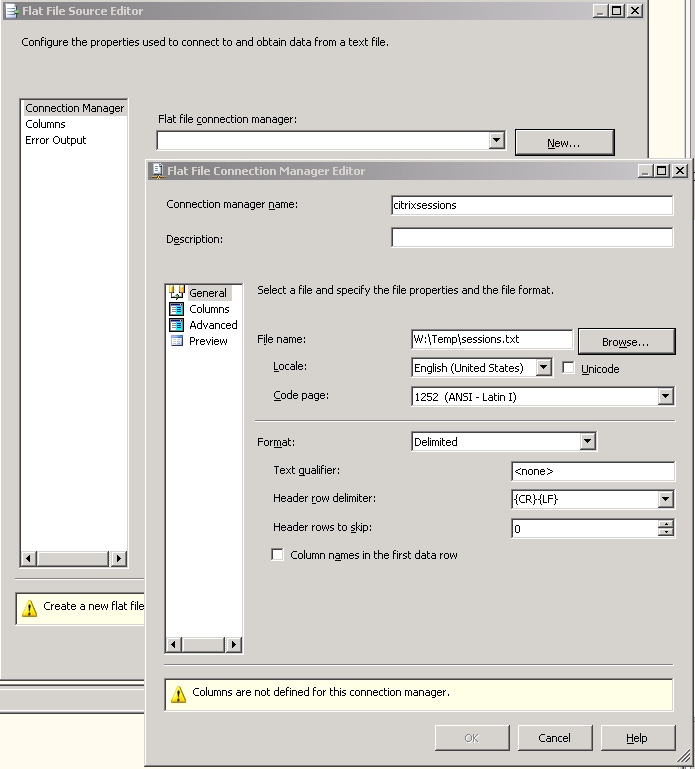 Flat File Source Editor
Configure the properties used to connect to and obtain data from a text file.
Connection Manager
Columns
Error Output
Flat file connection manager:
New...
Create a new flat file
Flat File Connection Manager Editor
Connection manager name:
citrixsessions
Description:
General
Columns
Advanced
Preview
Select a file and specify the file properties and the file format.
File name:
W:\Temp\sessions.txt
Browse...
Locale:
English (United States)
Unicode
Code page:
1252 (ANSI - Latin I)
Format:
Delimited
Text qualifier:
<none>
Header row delimiter:
{CR}{LF}
Header rows to skip:
0
Column names in the first data row
Columns are not defined for this connection manager.
OK
Cancel
Help